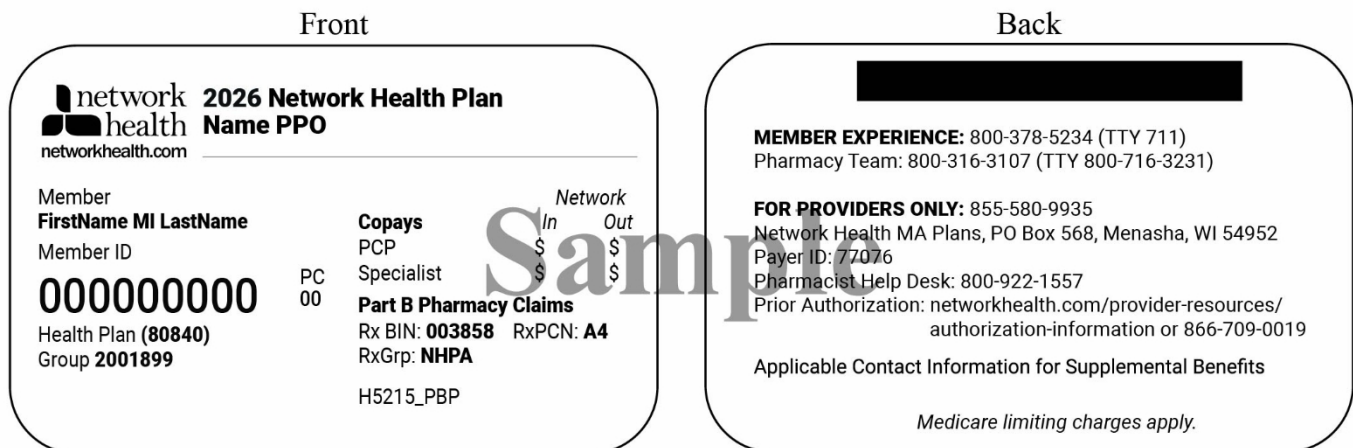 Front
network health
networkhealth.com
2026 Network Health Plan
Name PPO
Member
FirstName MI LastName
Member ID
000000000
PC
00
Health Plan (80840)
Group 2001899
Network
Copays In Out
PCP $ $
Specialist $ $
Part B Pharmacy Claims
Rx BIN: 003858 RxPCN: A4
RxGrp: NHPA
H5215_PBP
Sample
Back
MEMBER EXPERIENCE: 800-378-5234 (TTY 711)
Pharmacy Team: 800-316-3107 (TTY 800-716-3231)
FOR PROVIDERS ONLY: 855-580-9935
Network Health MA Plans, PO Box 568, Menasha, WI 54952
Payer ID: 77076
Pharmacist Help Desk: 800-922-1557
Prior Authorization: networkhealth.com/provider-resources/
authorization-information or 866-709-0019
Applicable Contact Information for Supplemental Benefits
Medicare limiting charges apply.